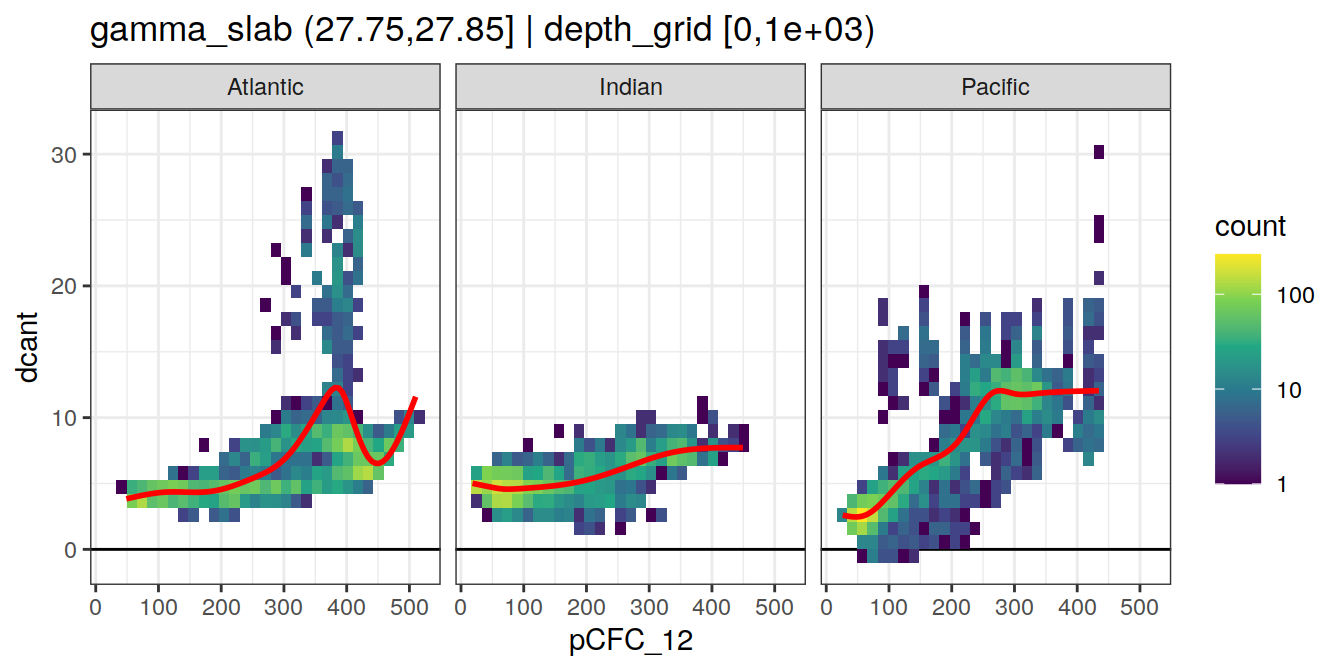 gamma_slab (27.75,27.85] | depth_grid [0,1e+03)
Atlantic Indian Pacific
30
20
10
0
dcant
0 100 200 300 400 500 0 100 200 300 400 500 0 100 200 300 400 500
pCFC_12
count
100
10
1